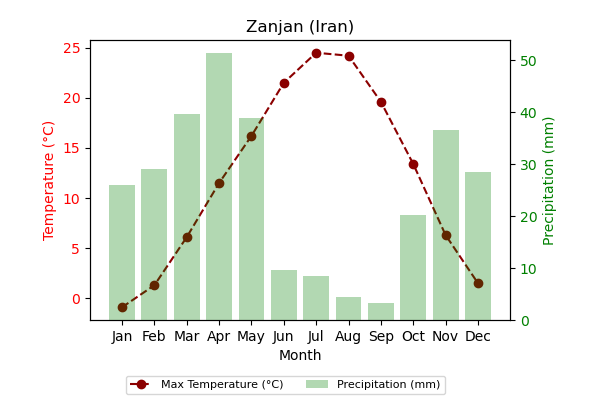 Zanjan (Iran)
25
20
15
10
5
0
Temperature (°C)
50
40
30
20
10
0
Precipitation (mm)
Jan Feb Mar Apr May Jun Jul Aug Sep Oct Nov Dec
Month
Max Temperature (°C) Precipitation (mm)